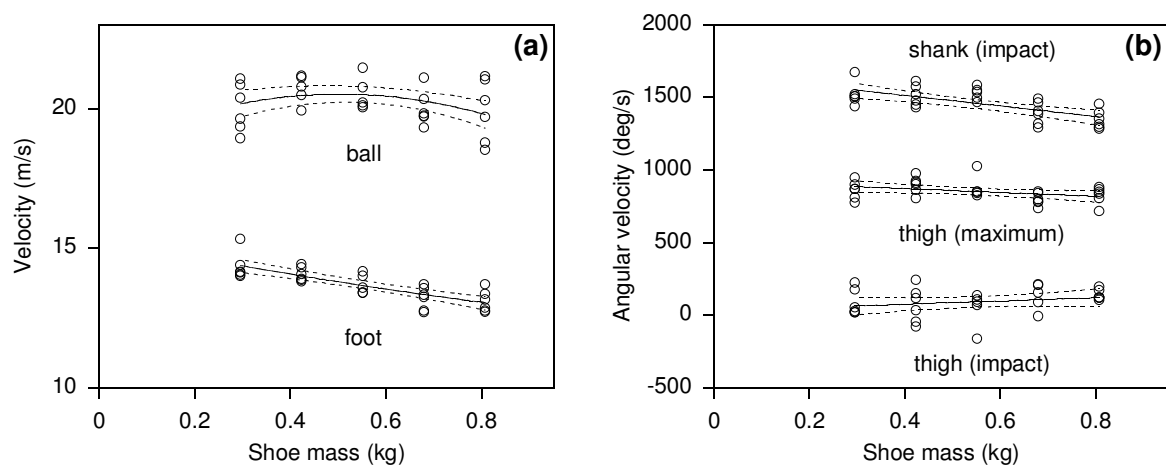 (a)
20
15
10
Velocity (m/s)
ball
foot
0
0.2
0.4
0.6
0.8
Shoe mass (kg)
(b)
2000
1500
1000
500
0
-500
Angular velocity (deg/s)
shank (impact)
thigh (maximum)
thigh (impact)
0
0.2
0.4
0.6
0.8
Shoe mass (kg)